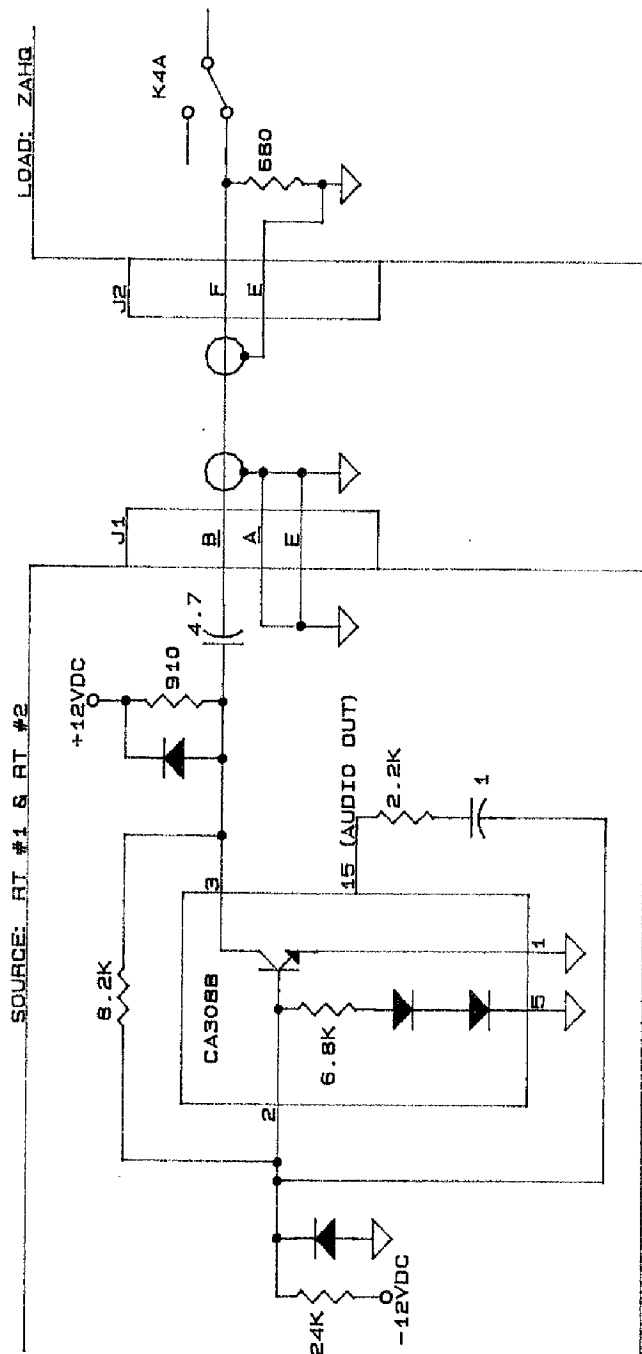 SOURCE: RT #1 & RT #2
LOAD: ZAHQ
+12VDC
8.2K
910
4.7
J1
J2
K4A
B
A
E
F
E
680
3
CA3088
2
6.8K
5
1
15 (AUDIO OUT)
2.2K
1
24K
-12VDC